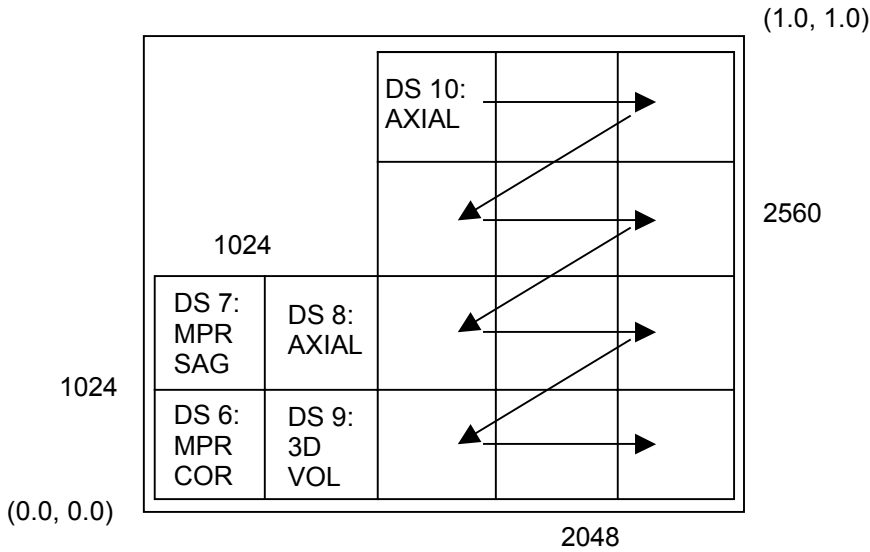 (1.0, 1.0)
DS 10:
AXIAL
2560
1024
DS 7:
MPR
SAG
DS 8:
AXIAL
1024
DS 6:
MPR
COR
DS 9:
3D
VOL
(0.0, 0.0)
2048